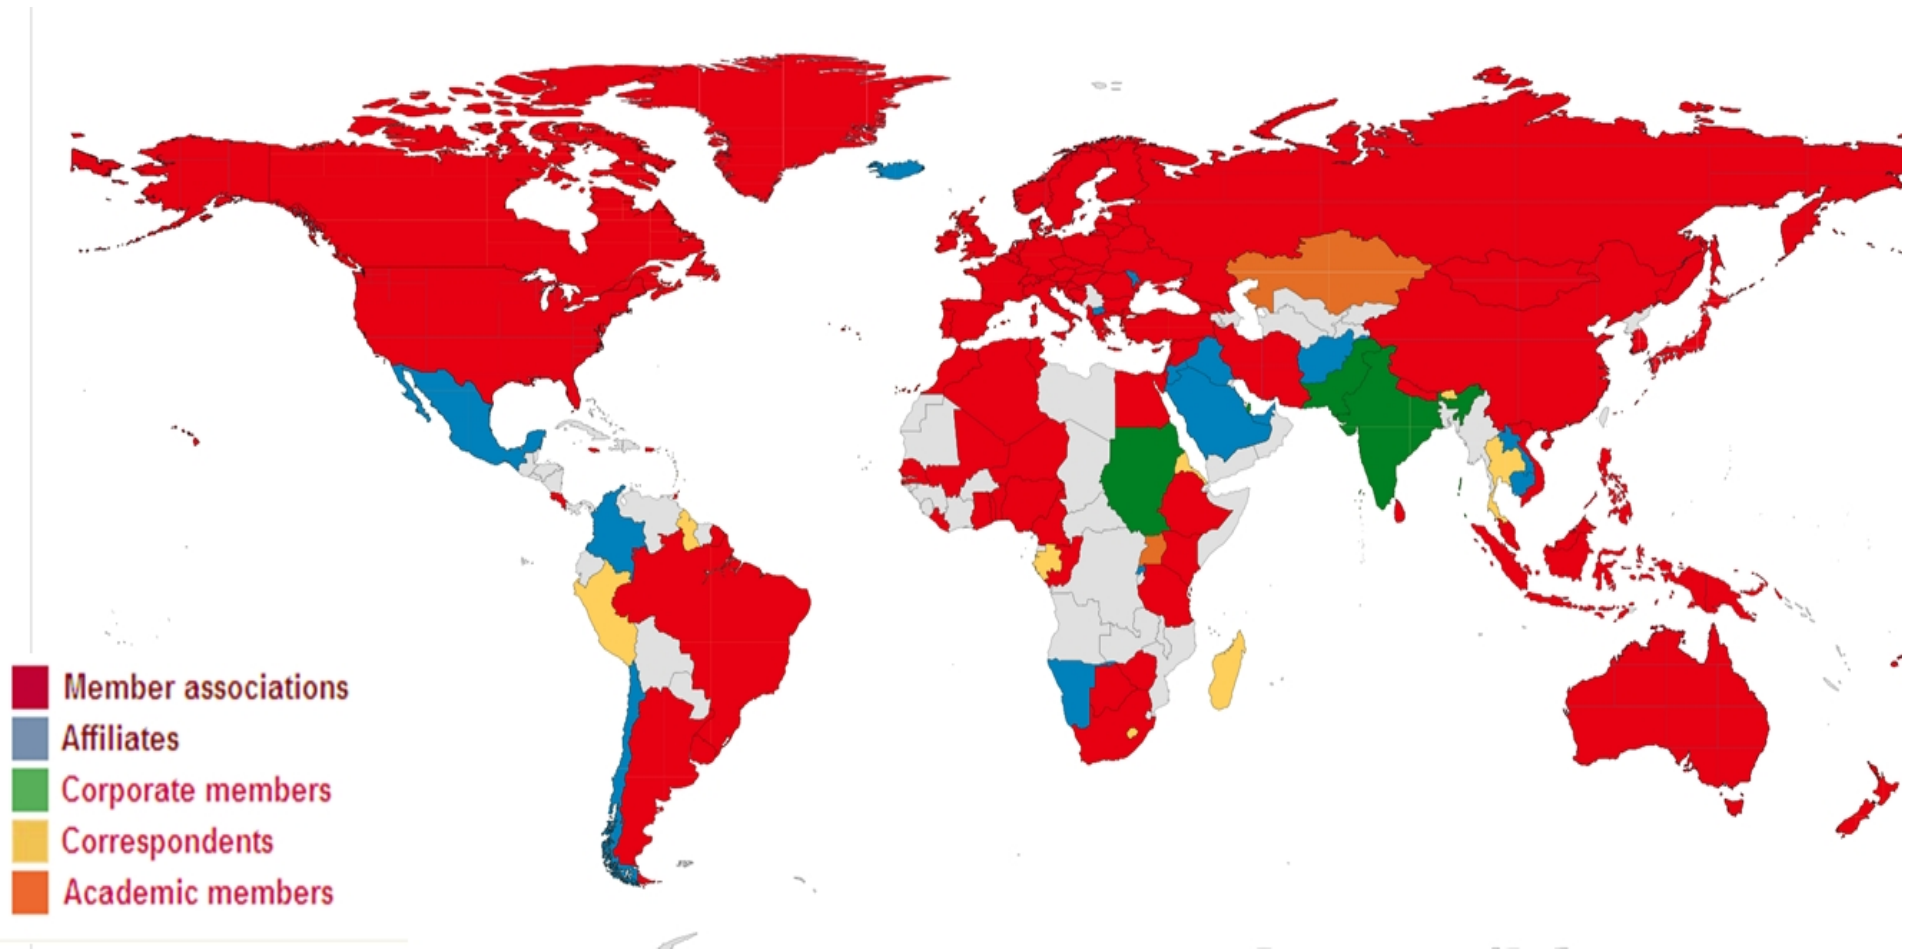 Member associations
Affiliates
Corporate members
Correspondents
Academic members